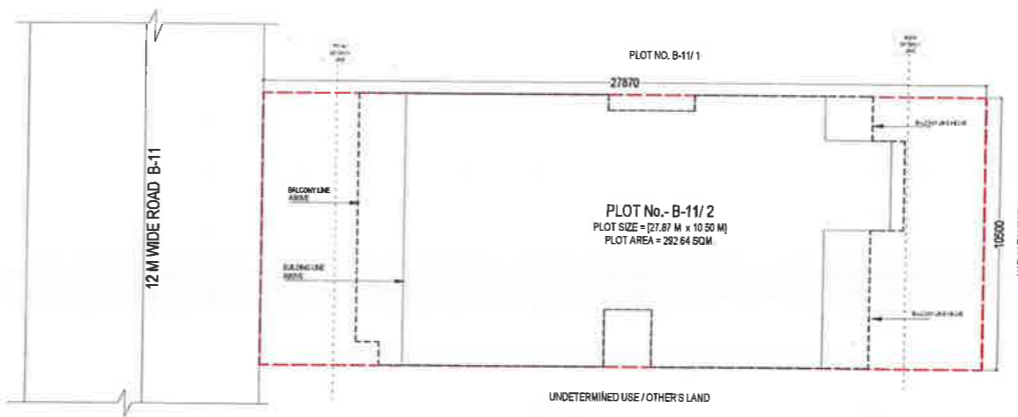 PLOT NO. B-11/ 1
27870
12 M WIDE ROAD B-11
BALCONY LINE
ABOVE
BUILDING LINE
ABOVE
PLOT No.- B-11/ 2
PLOT SIZE = [27.87 M x 10.50 M]
PLOT AREA = 292.64 SQM.
10500
UNDETERMINED USE / OTHER'S LAND